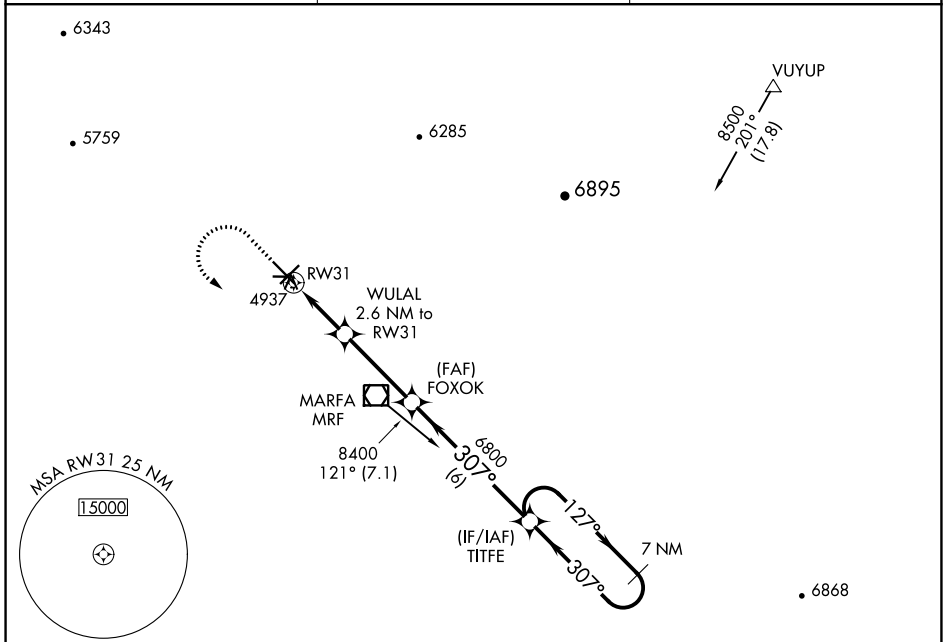 6343
VUYUP
8500
201°
(17.8)
5759
6285
6895
RW31
4937
WULAL
2.6 NM to
RW31
(FAF)
FOXOK
MARFA
MRF
8400
121° (7.1)
6800
307°
(6)
MSA RW31 25 NM
15000
(IF/IAF)
TITFE
127°
7 NM
307°
6868